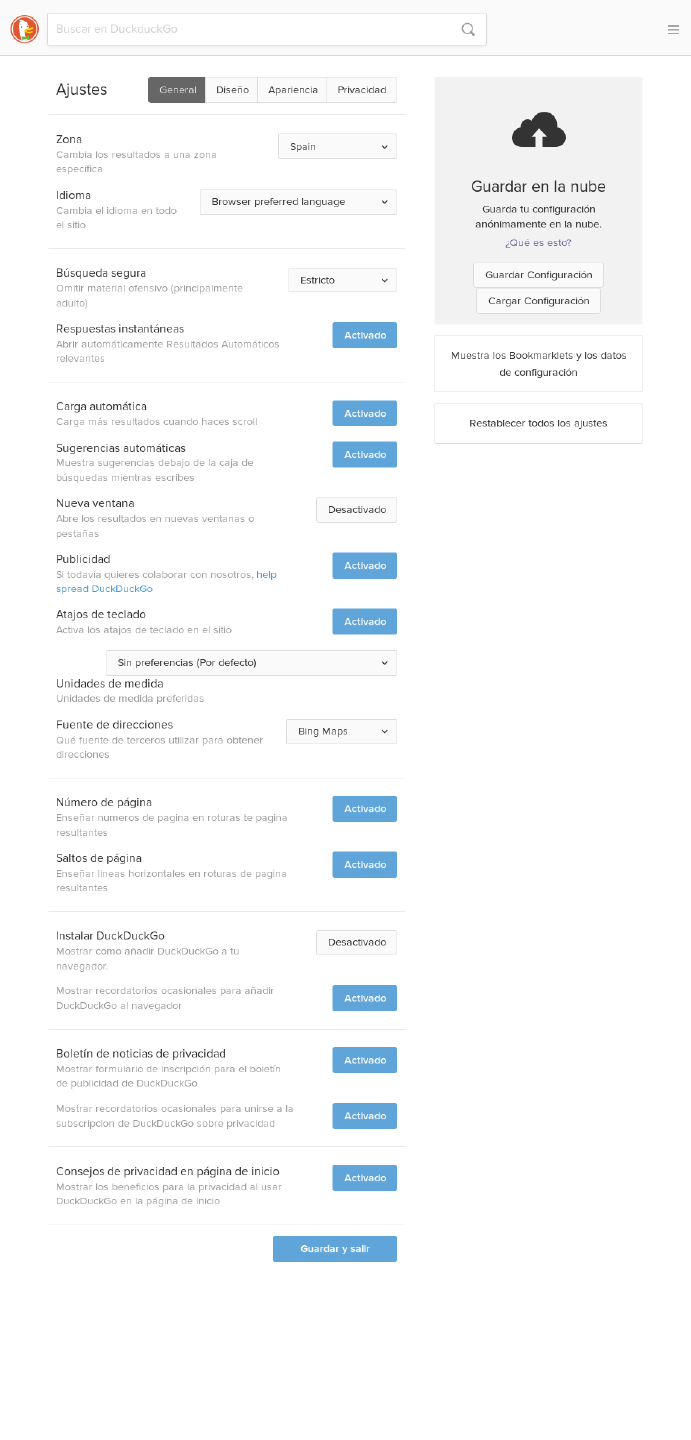 Buscar en DuckduckGo
Ajustes
General
Diseño
Apariencia
Privacidad
Zona
Cambia los resultados a una zona
específica
Spain
Idioma
Cambia el idioma en todo
el sitio
Browser preferred language
Búsqueda segura
Omitir material ofensivo (principalmente
adulto)
Estricto
Respuestas instantáneas
Abrir automáticamente Resultados Automáticos
relevantes
Activado
Carga automática
Carga más resultados cuando haces scroll
Activado
Sugerencias automáticas
Muestra sugerencias debajo de la caja de
búsquedas mientras escribes
Activado
Nueva ventana
Abre los resultados en nuevas ventanas o
pestañas
Desactivado
Publicidad
Si todavía quieres colaborar con nosotros, help
spread DuckDuckGo
Activado
Atajos de teclado
Activa los atajos de teclado en el sitio
Activado
Sin preferencias (Por defecto)
Unidades de medida
Unidades de medida preferidas
Fuente de direcciones
Qué fuente de terceros utilizar para obtener
direcciones
Bing Maps
Número de página
Enseñar numeros de pagina en roturas te pagina
resultantes
Activado
Saltos de página
Enseñar lineas horizontales en roturas de pagina
resultantes
Activado
Instalar DuckDuckGo
Mostrar como añadir DuckDuckGo a tu
navegador.
Desactivado
Mostrar recordatorios ocasionales para añadir
DuckDuckGo al navegador
Activado
Boletín de noticias de privacidad
Mostrar formulario de inscripción para el boletín
de publicidad de DuckDuckGo
Activado
Mostrar recordatorios ocasionales para unirse a la
subscripcion de DuckDuckGo sobre privacidad
Activado
Consejos de privacidad en página de inicio
Mostrar los beneficios para la privacidad al usar
DuckDuckGo en la página de inicio
Activado
Guardar y salir
Guardar en la nube
Guarda tu configuración
anónimamente en la nube.
¿Qué es esto?
Guardar Configuración
Cargar Configuración
Muestra los Bookmarklets y los datos
de configuración
Restablecer todos los ajustes